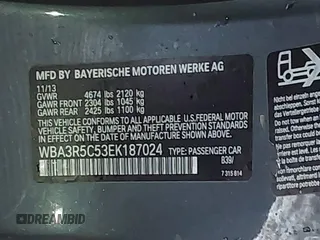 MFD BY BAYERISCHE MOTOREN WERKE AG
11/13
GVWR 4674 lbs 2120 kg
GAWR FRONT 2304 lbs 1045 kg
GAWR REAR 2425 lbs 1100 kg
THIS VEHICLE CONFORMS TO ALL APPLICABLE U.S.
FEDERAL MOTOR VEHICLE SAFETY, BUMPER, AND
THEFT PREVENTION STANDARDS IN EFFECT ON THE
DATE OF MANUFACTURE SHOWN ABOVE.
WBA3R5C53EK187024 TYPE: PASSENGER CAR
B39/
7 315 814
DREAMBID